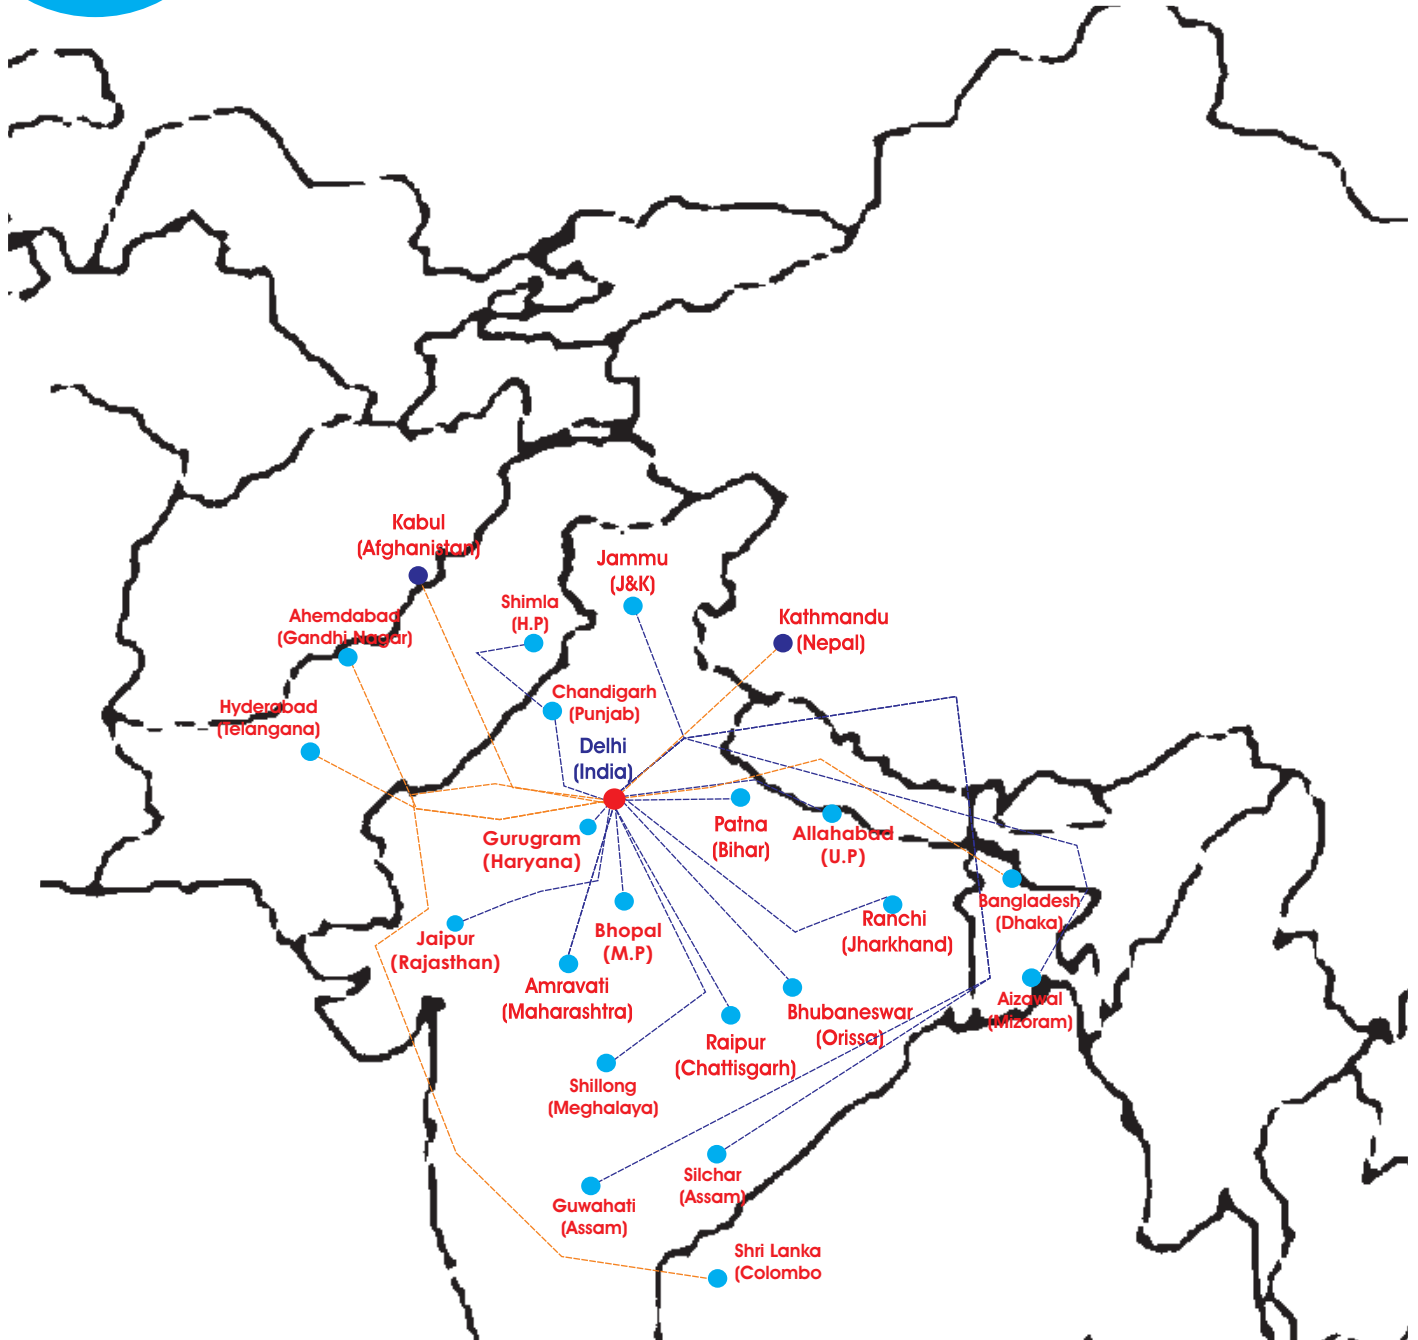 Kabul
(Afghanistan)
Jammu
(J&K)
Shimla
(H.P)
Ahemdabad
(Gandhi Nagar)
Kathmandu
(Nepal)
Chandigarh
(Punjab)
Hyderabad
(Telangana)
Delhi
(India)
Gurugram
(Haryana)
Patna
(Bihar)
Allahabad
(U.P)
Bangladesh
(Dhaka)
Ranchi
(Jharkhand)
Jaipur
(Rajasthan)
Bhopal
(M.P)
Amravati
(Maharashtra)
Aizawal
(Mizoram)
Bhubaneswar
(Orissa)
Raipur
(Chattisgarh)
Shillong
(Meghalaya)
Silchar
(Assam)
Guwahati
(Assam)
Shri Lanka
(Colombo